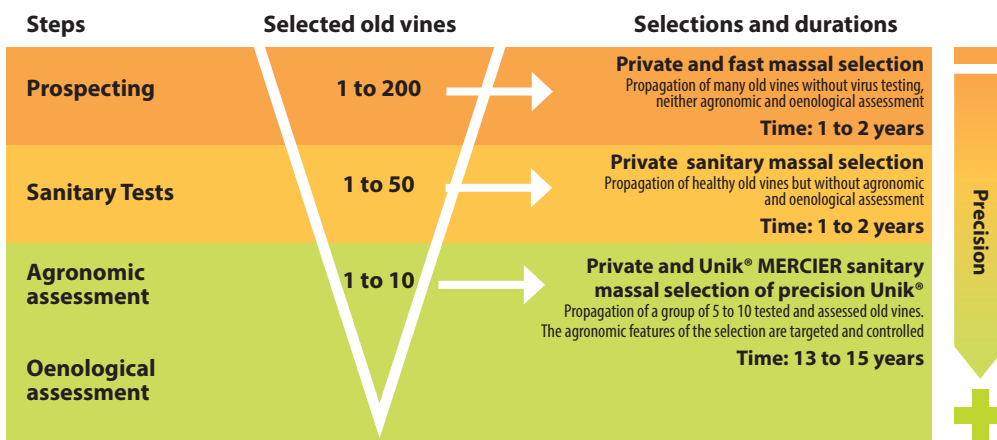 Steps
Selected old vines
Selections and durations
Prospecting
1 to 200
Private and fast massal selection
Propagation of many old vines without virus testing,
neither agronomic and oenological assessment
Time: 1 to 2 years
Sanitary Tests
1 to 50
Private sanitary massal selection
Propagation of healthy old vines but without agronomic
and oenological assessment
Time: 1 to 2 years
Agronomic
assessment
1 to 10
Private and Unik® MERCIER sanitary
massal selection of precision Unik®
Propagation of a group of 5 to 10 tested and assessed old vines.
The agronomic features of the selection are targeted and controlled
Time: 13 to 15 years
Oenological
assessment
Precision